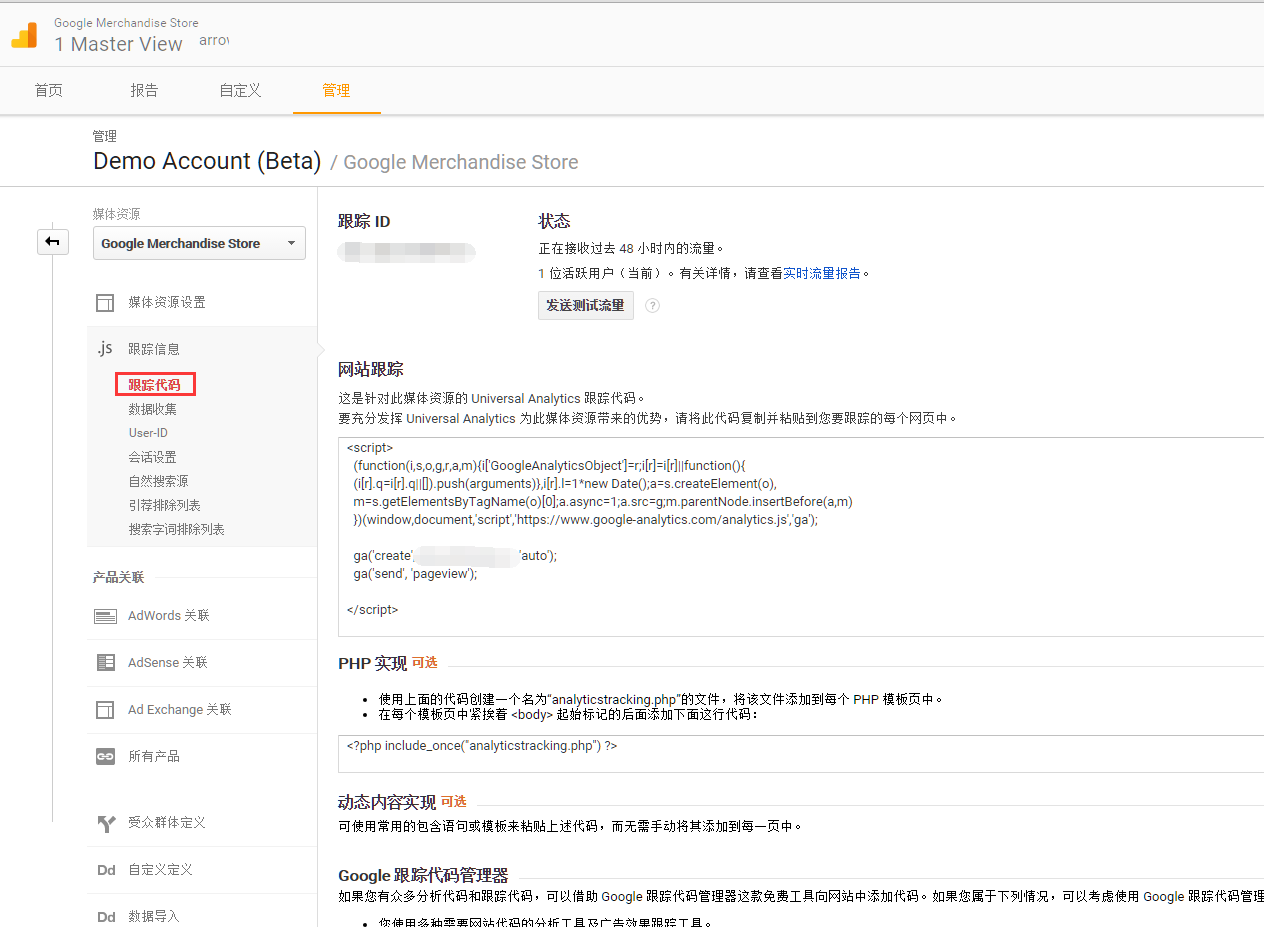 Google Merchandise Store
1 Master View
首页 报告 自定义 管理
管理
Demo Account (Beta) / Google Merchandise Store
媒体资源
Google Merchandise Store
媒体资源设置
.js 跟踪信息
跟踪代码
数据收集
User-ID
会话设置
自然搜索源
引荐排除列表
搜索字词排除列表
产品关联
AdWords 关联
AdSense 关联
Ad Exchange 关联
所有产品
受众群体定义
Dd 自定义定义
Dd 数据导入
跟踪 ID
状态
正在接收过去 48 小时内的流量。
1 位活跃用户（当前）。有关详情，请查看实时流量报告。
发送测试流量 ?
网站跟踪
这是针对此媒体资源的 Universal Analytics 跟踪代码。
要充分发挥 Universal Analytics 为此媒体资源带来的优势，请将此代码复制并粘贴到您要跟踪的每个网页中。
<script>
(function(i,s,o,g,r,a,m){i['GoogleAnalyticsObject']=r;i[r]=i[r]||function(){
(i[r].q=i[r].q||[]).push(arguments)},i[r].l=1*new Date();a=s.createElement(o),
m=s.getElementsByTagName(o)[0];a.async=1;a.src=g;m.parentNode.insertBefore(a,m)
})(window,document,'script','https://www.google-analytics.com/analytics.js','ga');
ga('create', 'auto');
ga('send', 'pageview');
</script>
PHP 实现 可选
• 使用上面的代码创建一个名为“analyticstracking.php”的文件，将该文件添加到每个 PHP 模板页中。
• 在每个模板页中紧挨着 <body> 起始标记的后面添加下面这行代码：
<?php include_once("analyticstracking.php") ?>
动态内容实现 可选
可使用常用的包含语句或模板来粘贴上述代码，而无需手动将其添加到每一页中。
Google 跟踪代码管理器
如果您有众多分析代码和跟踪代码，可以借助 Google 跟踪代码管理器这款免费工具向网站中添加代码。如果您属于下列情况，可以考虑使用 Google 跟踪代码管理
• 您使用多种需要网站代码的分析工具及广告效果跟踪工具。